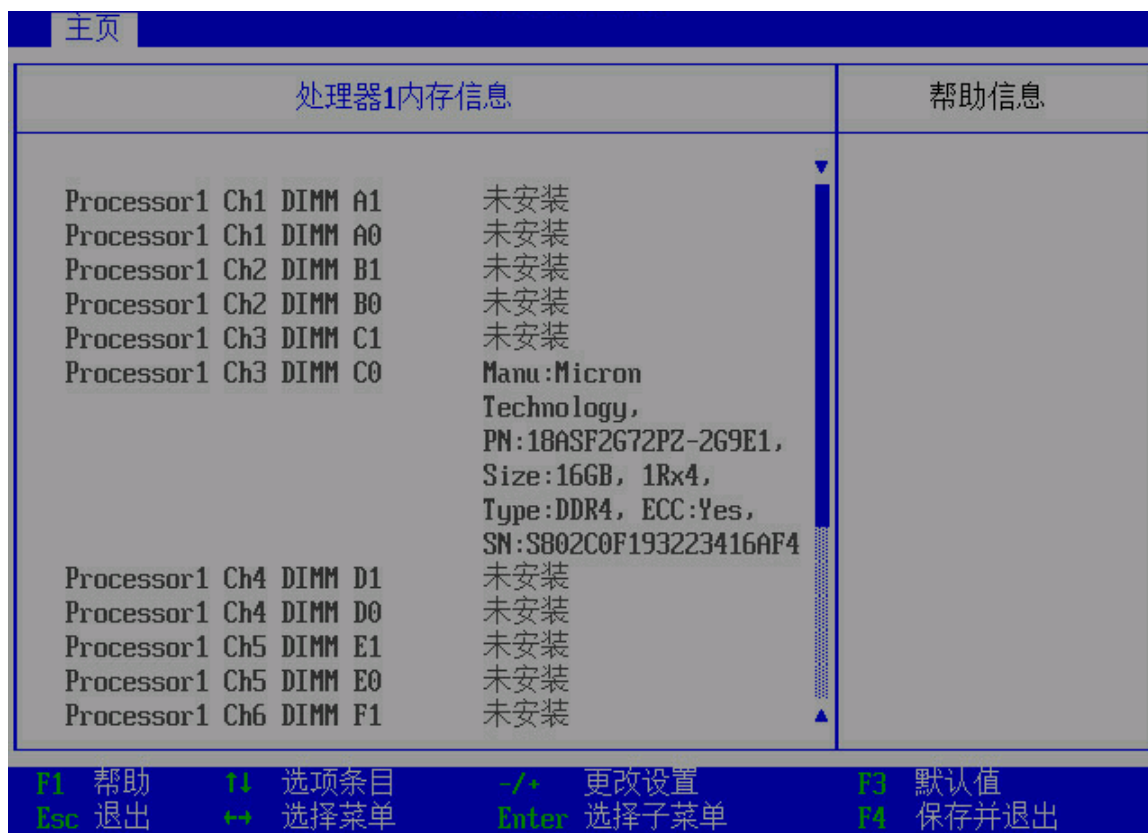 主页
处理器1内存信息
帮助信息
Processor1 Ch1 DIMM A1 未安装
Processor1 Ch1 DIMM A0 未安装
Processor1 Ch2 DIMM B1 未安装
Processor1 Ch2 DIMM B0 未安装
Processor1 Ch3 DIMM C1 未安装
Processor1 Ch3 DIMM C0 Manu:Micron
Technology,
PN:18ASF2G72PZ-2G9E1,
Size:16GB, 1Rx4,
Type:DDR4, ECC:Yes,
SN:S802C0F193223416AF4
Processor1 Ch4 DIMM D1 未安装
Processor1 Ch4 DIMM D0 未安装
Processor1 Ch5 DIMM E1 未安装
Processor1 Ch5 DIMM E0 未安装
Processor1 Ch6 DIMM F1 未安装
F1 帮助 ↑↓ 选项条目 -/+ 更改设置 F3 默认值
Esc 退出 ↔ 选择菜单 Enter 选择子菜单 F4 保存并退出